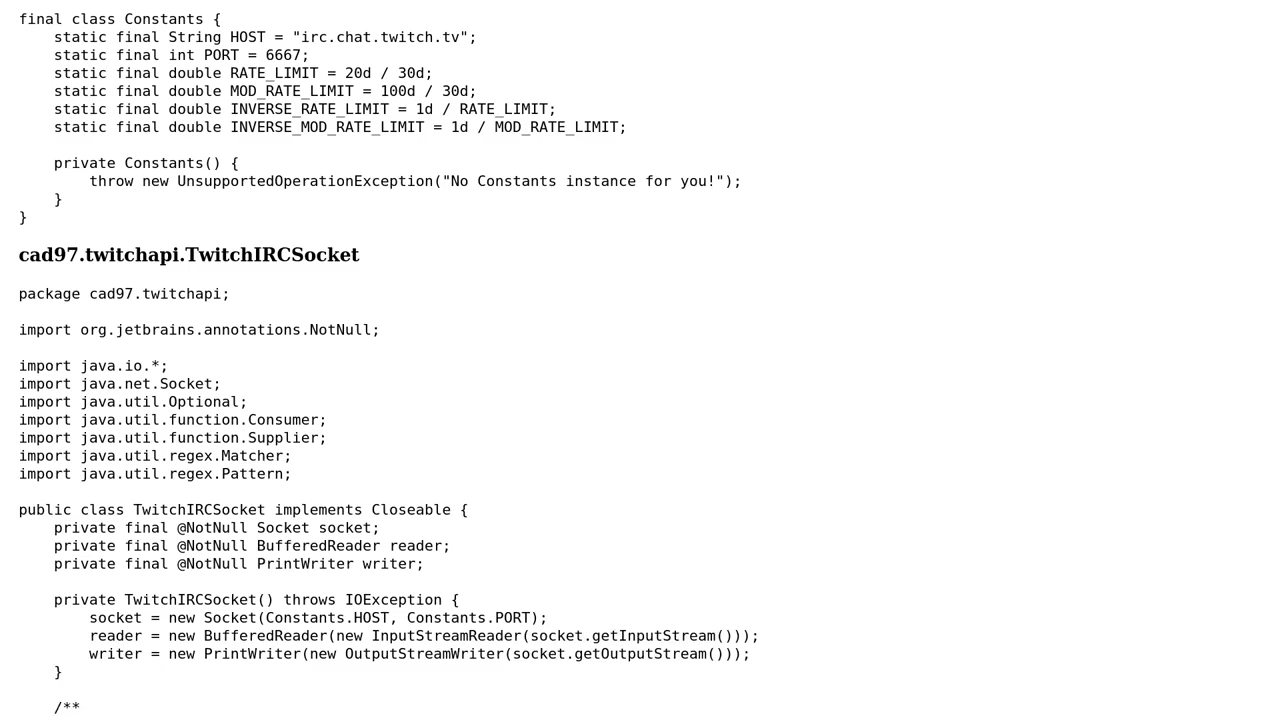 final class Constants {
    static final String HOST = "irc.chat.twitch.tv";
    static final int PORT = 6667;
    static final double RATE_LIMIT = 20d / 30d;
    static final double MOD_RATE_LIMIT = 100d / 30d;
    static final double INVERSE_RATE_LIMIT = 1d / RATE_LIMIT;
    static final double INVERSE_MOD_RATE_LIMIT = 1d / MOD_RATE_LIMIT;

    private Constants() {
        throw new UnsupportedOperationException("No Constants instance for you!");
    }
}
cad97.twitchapi.TwitchIRCSocket
package cad97.twitchapi;

import org.jetbrains.annotations.NotNull;

import java.io.*;
import java.net.Socket;
import java.util.Optional;
import java.util.function.Consumer;
import java.util.function.Supplier;
import java.util.regex.Matcher;
import java.util.regex.Pattern;

public class TwitchIRCSocket implements Closeable {
    private final @NotNull Socket socket;
    private final @NotNull BufferedReader reader;
    private final @NotNull PrintWriter writer;

    private TwitchIRCSocket() throws IOException {
        socket = new Socket(Constants.HOST, Constants.PORT);
        reader = new BufferedReader(new InputStreamReader(socket.getInputStream()));
        writer = new PrintWriter(new OutputStreamWriter(socket.getOutputStream()));
    }

    /**